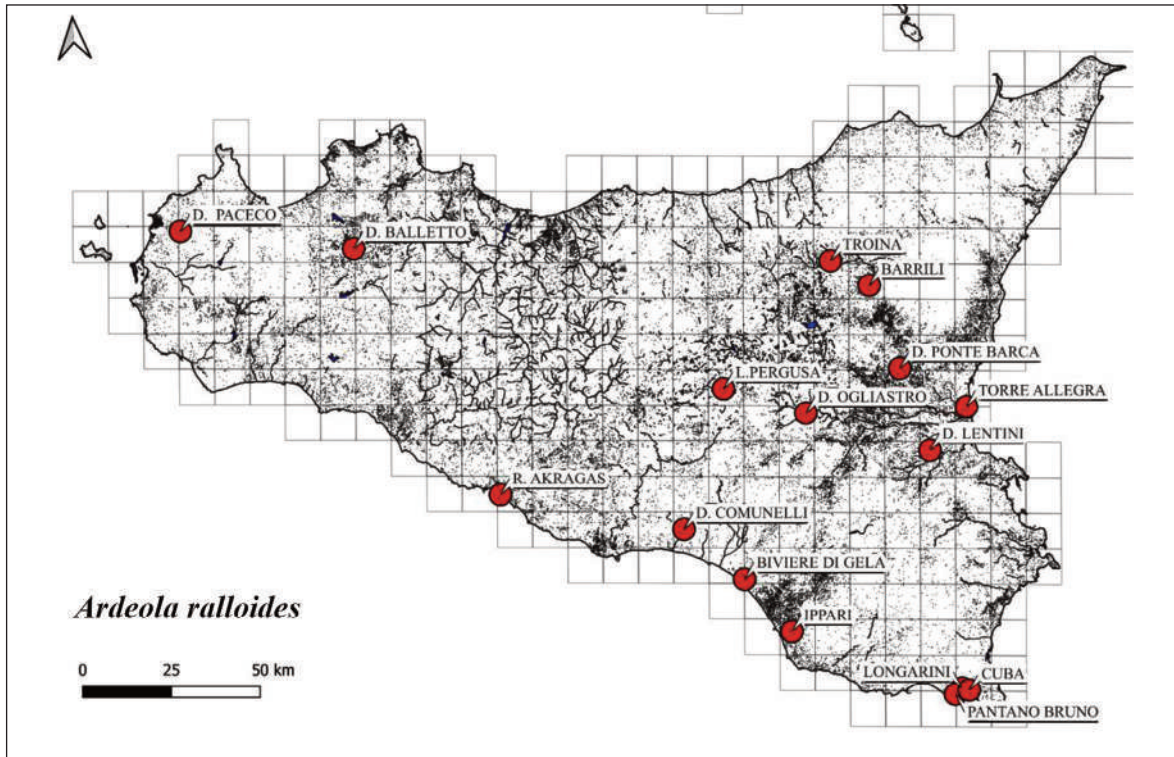 D. PACECO
D. BALLETTO
TROINA
BARRILI
D. PONTE BARCA
L.PERGUSA
TORRE ALLEGRA
D. OGLIASTRO
D. LENTINI
R. AKRAGAS
D. COMUNELLI
BIVIERE DI GELA
Ardeola ralloides
IPPARI
0 25 50 km
LONGARINI
CUBA
PANTANO BRUNO